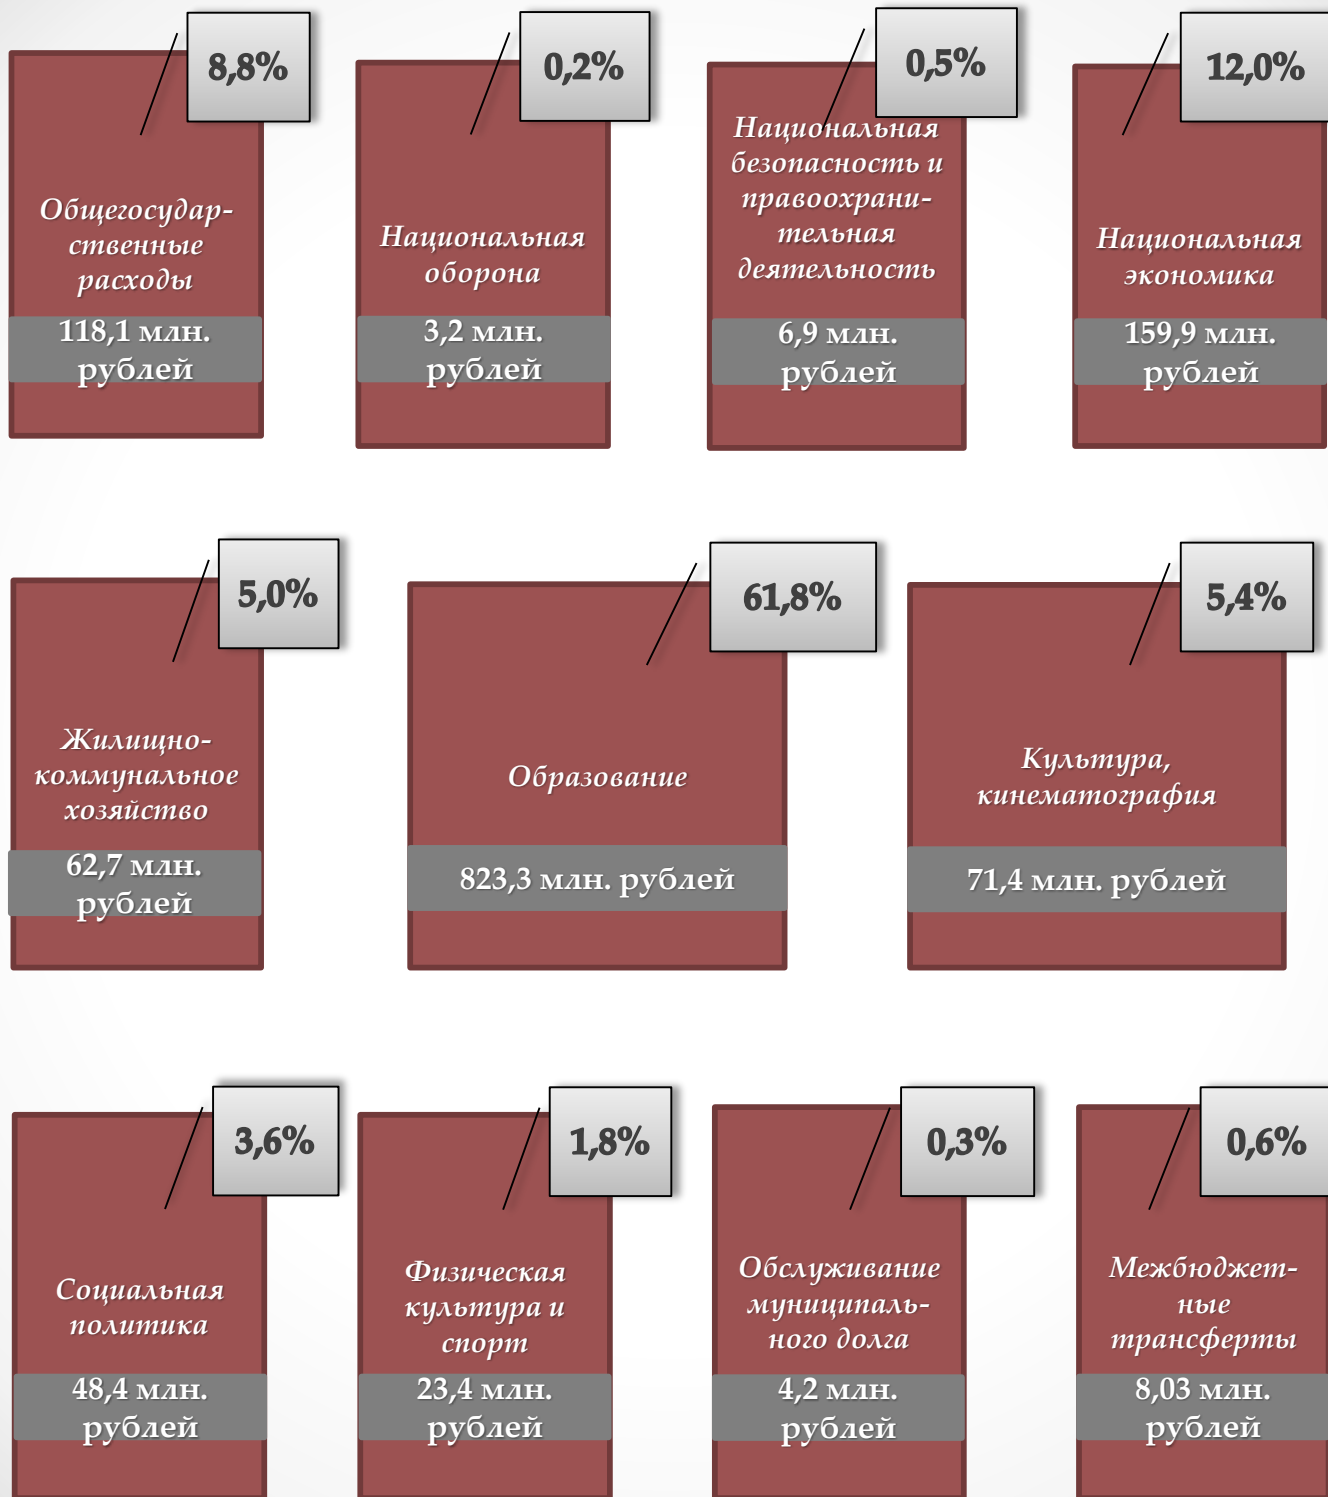 8,8%
Общегосудар-
ственные
расходы
118,1 млн.
рублей
0,2%
Национальная
оборона
3,2 млн.
рублей
0,5%
Национальная
безопасность и
правоохрани-
тельная
деятельность
6,9 млн.
рублей
12,0%
Национальная
экономика
159,9 млн.
рублей
5,0%
Жилищно-
коммунальное
хозяйство
62,7 млн.
рублей
61,8%
Образование
823,3 млн. рублей
5,4%
Культура,
кинематография
71,4 млн. рублей
3,6%
Социальная
политика
48,4 млн.
рублей
1,8%
Физическая
культура и
спорт
23,4 млн.
рублей
0,3%
Обслуживание
муниципаль-
ного долга
4,2 млн.
рублей
0,6%
Межбюджет-
ные
трансферты
8,03 млн.
рублей